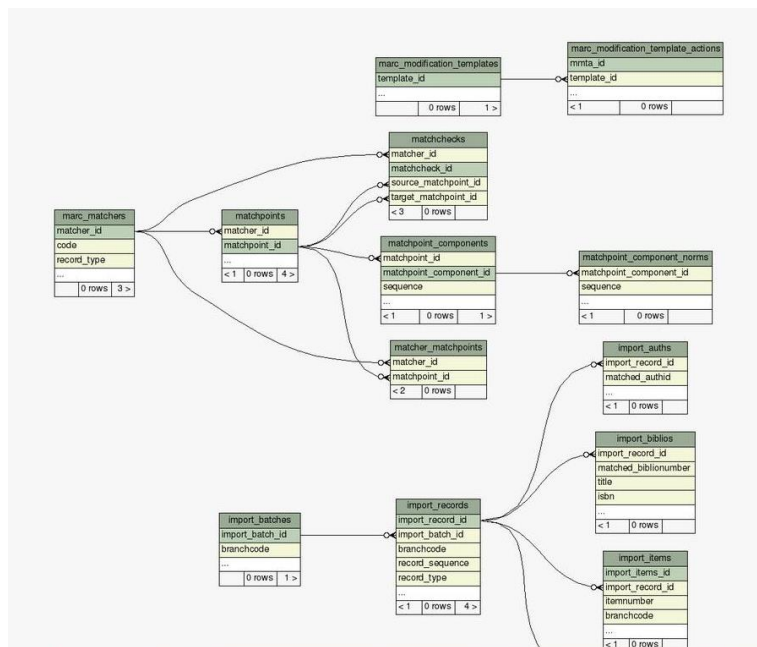 marc_modification_templates
template_id
...
0 rows 1 >
marc_modification_template_actions
mmta_id
template_id
...
< 1 0 rows
matchchecks
matcher_id
matchcheck_id
source_matchpoint_id
target_matchpoint_id
< 3 0 rows
marc_matchers
matcher_id
code
record_type
...
0 rows 3 >
matchpoints
matcher_id
matchpoint_id
...
< 1 0 rows 4 >
matchpoint_components
matchpoint_id
matchpoint_component_id
sequence
...
< 1 0 rows 1 >
matchpoint_component_norms
matchpoint_component_id
sequence
...
< 1 0 rows
matcher_matchpoints
matcher_id
matchpoint_id
< 2 0 rows
import_auths
import_record_id
matched_authid
...
< 1 0 rows
import_biblios
import_record_id
matched_biblionumber
title
isbn
...
< 1 0 rows
import_batches
import_batch_id
branchcode
...
0 rows 1 >
import_records
import_record_id
import_batch_id
branchcode
record_sequence
record_type
...
< 1 0 rows 4 >
import_items
import_items_id
import_record_id
itemnumber
branchcode
...
< 1 0 rows